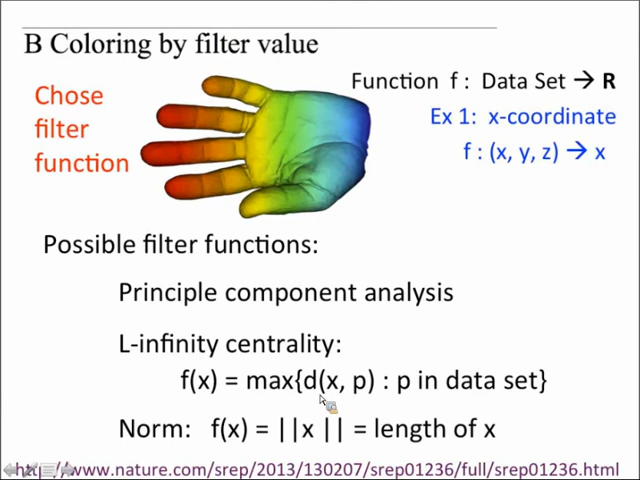 B Coloring by filter value
Chose
filter
function
Function f : Data Set → R
Ex 1: x-coordinate
f : (x, y, z) → x
Possible filter functions:
Principle component analysis
L-infinity centrality:
f(x) = max{d(x, p) : p in data set}
Norm: f(x) = ||x || = length of x
http://www.nature.com/srep/2013/130207/srep01236/full/srep01236.html